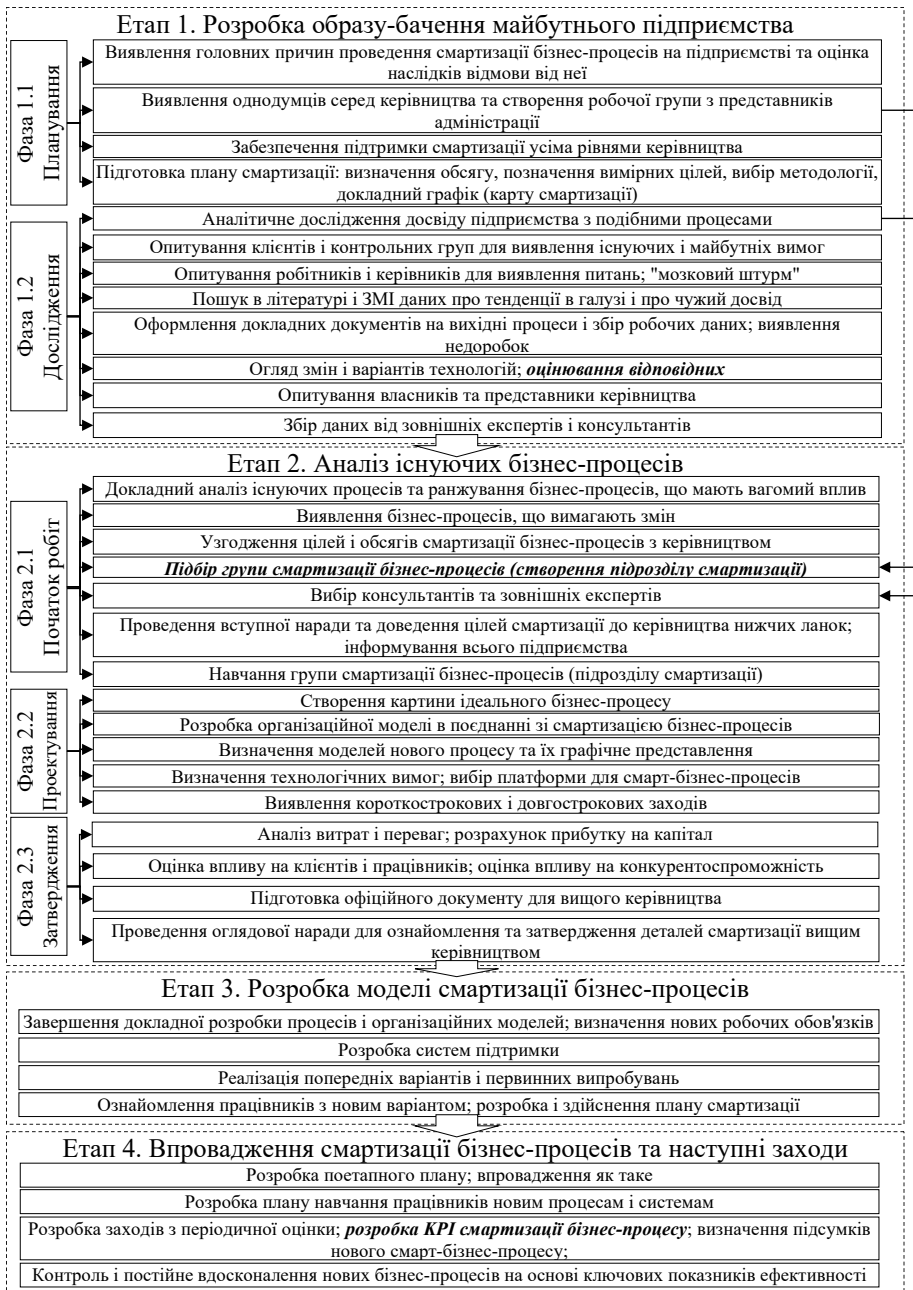 Етап 1. Розробка образу-бачення майбутнього підприємства
Фаза 1.1
Планування
Виявлення головних причин проведення смартизації бізнес-процесів на підприємстві та оцінка
наслідків відмови від неї
Виявлення однодумців серед керівництва та створення робочої групи з представників
адміністрації
Забезпечення підтримки смартизації усіма рівнями керівництва
Підготовка плану смартизації: визначення обсягу, позначення вимірних цілей, вибір методології,
докладний графік (карту смартизації)
Фаза 1.2
Дослідження
Аналітичне дослідження досвіду підприємства з подібними процесами
Опитування клієнтів і контрольних груп для виявлення існуючих і майбутніх вимог
Опитування робітників і керівників для виявлення питань; "мозковий штурм"
Пошук в літературі і ЗМІ даних про тенденції в галузі і про чужий досвід
Оформлення докладних документів на вихідні процеси і збір робочих даних; виявлення
недоробок
Огляд змін і варіантів технологій; оцінювання відповідних
Опитування власників та представники керівництва
Збір даних від зовнішніх експертів і консультантів
Етап 2. Аналіз існуючих бізнес-процесів
Фаза 2.1
Початок робіт
Докладний аналіз існуючих процесів та ранжування бізнес-процесів, що мають вагомий вплив
Виявлення бізнес-процесів, що вимагають змін
Узгодження цілей і обсягів смартизації бізнес-процесів з керівництвом
Підбір групи смартизації бізнес-процесів (створення підрозділу смартизації)
Вибір консультантів та зовнішніх експертів
Проведення вступної наради та доведення цілей смартизації до керівництва нижчих ланок;
інформування всього підприємства
Навчання групи смартизації бізнес-процесів (підрозділу смартизації)
Фаза 2.2
Проектування
Створення картини ідеального бізнес-процесу
Розробка організаційної моделі в поєднанні зі смартизацією бізнес-процесів
Визначення моделей нового процесу та їх графічне представлення
Визначення технологічних вимог; вибір платформи для смарт-бізнес-процесів
Виявлення короткострокових і довгострокових заходів
Фаза 2.3
Затвердження
Аналіз витрат і переваг; розрахунок прибутку на капітал
Оцінка впливу на клієнтів і працівників; оцінка впливу на конкурентоспроможність
Підготовка офіційного документу для вищого керівництва
Проведення оглядової наради для ознайомлення та затвердження деталей смартизації вищим
керівництвом
Етап 3. Розробка моделі смартизації бізнес-процесів
Завершення докладної розробки процесів і організаційних моделей; визначення нових робочих обов'язків
Розробка систем підтримки
Реалізація попередніх варіантів і первинних випробувань
Ознайомлення працівників з новим варіантом; розробка і здійснення плану смартизації
Етап 4. Впровадження смартизації бізнес-процесів та наступні заходи
Розробка поетапного плану; впровадження як таке
Розробка плану навчання працівників новим процесам і системам
Розробка заходів з періодичної оцінки; розробка KPI смартизації бізнес-процесу; визначення підсумків
нового смарт-бізнес-процесу;
Контроль і постійне вдосконалення нових бізнес-процесів на основі ключових показників ефективності